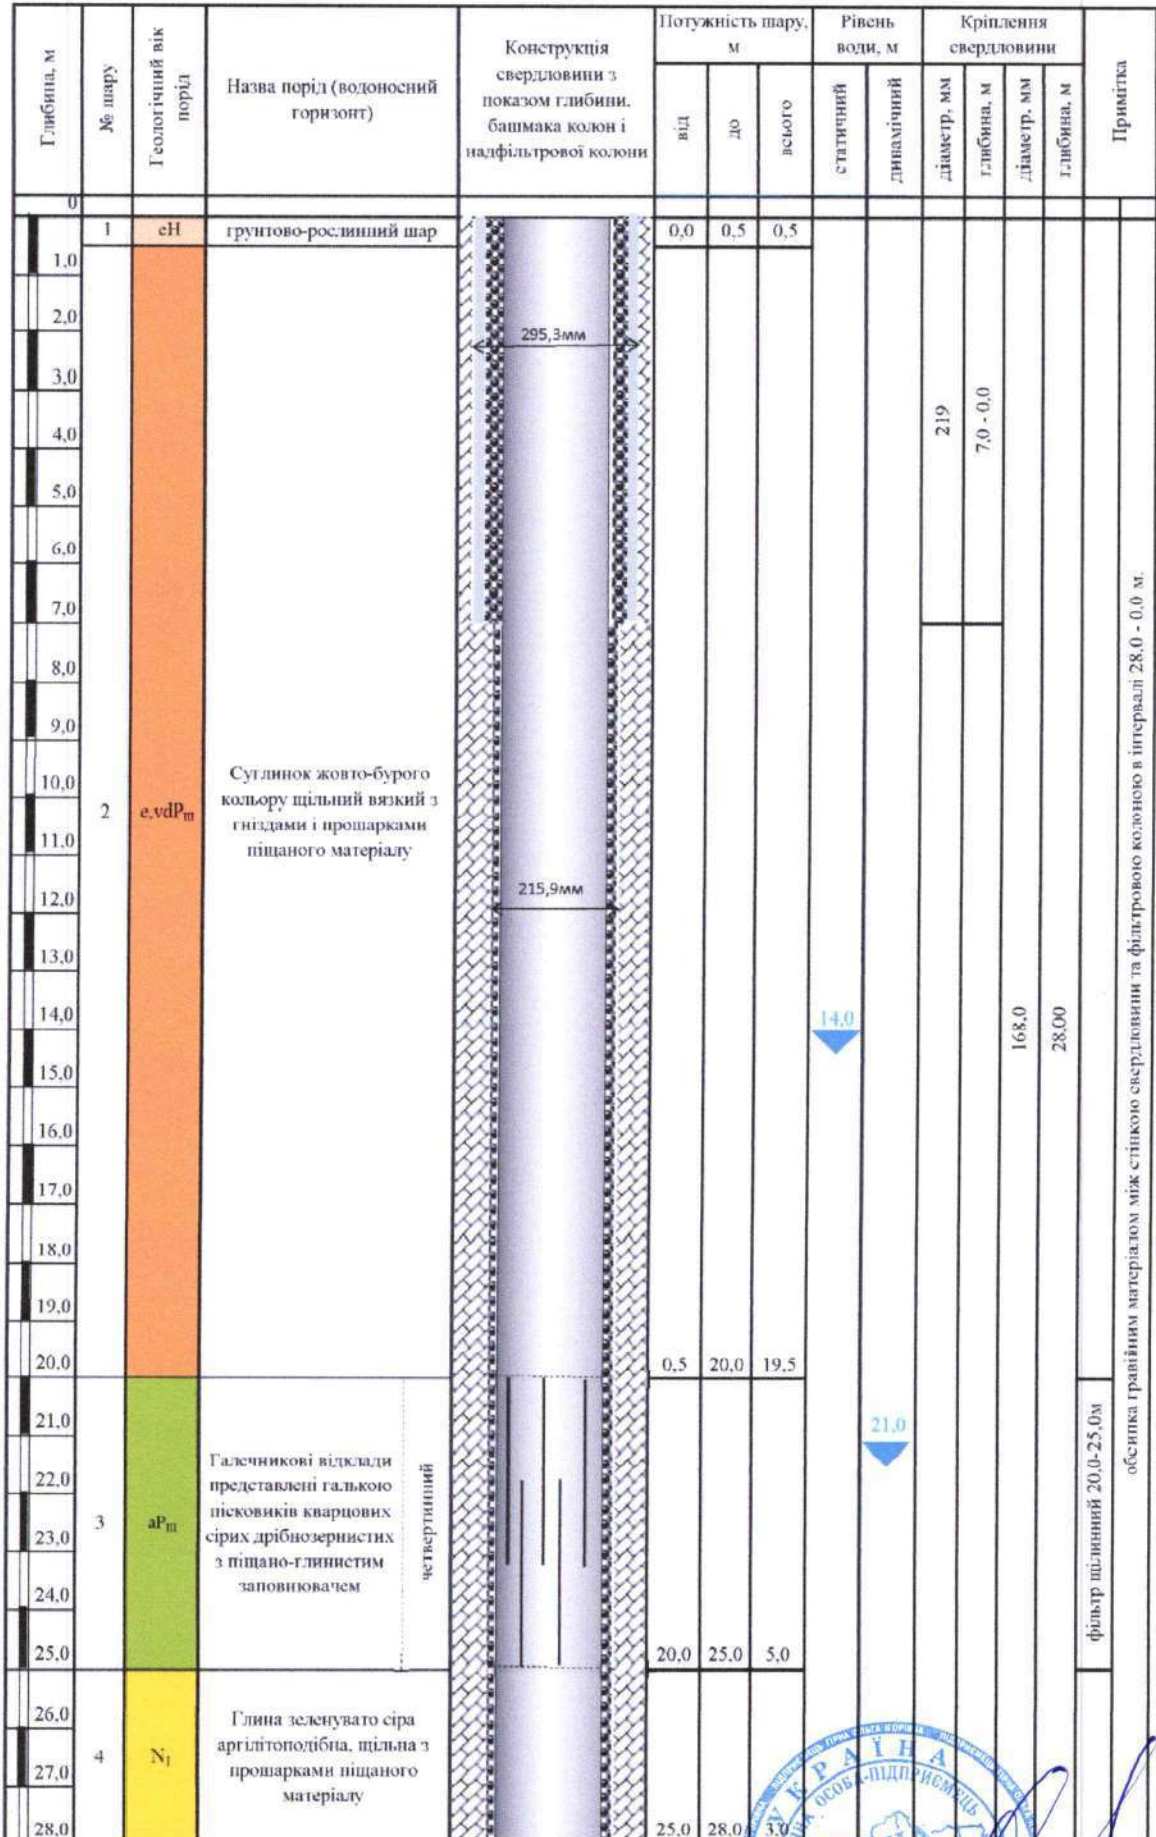 Глибина, м
№ шару
Геологічний вік
порід
Назва порід (водоносний
горизонт)
Конструкція
свердловини з
показом глибини,
башмака колон і
надфільтрової колони
Потужність шару,
м
від
до
всього
Рівень
води, м
статичний
динамічний
Кріплення
свердловини
діаметр, мм
глибина, м
діаметр, мм
глибина, м
Примітка
0
1,0
2,0
3,0
4,0
5,0
6,0
7,0
8,0
9,0
10,0
11,0
12,0
13,0
14,0
15,0
16,0
17,0
18,0
19,0
20,0
21,0
22,0
23,0
24,0
25,0
26,0
27,0
28,0
1
eH
грунтово-рослинний шар
0,0 0,5 0,5
295,3мм
219
7,0 - 0,0
2
e,vdPIII
Суглинок жовто-бурого
кольору щільний вязкий з
гніздами і прошарками
піщаного матеріалу
215,9мм
14,0
168,0
28,00
0,5 20,0 19,5
3
aPIII
Галечникові відклади
представлені галькою
пісковиків кварцових
сірих дрібнозернистих
з піщано-глинистим
заповнювачем
четвертинний
21,0
20,0 25,0 5,0
фільтр щілинний 20,0-25,0м
обсипка гравійним матеріалом між стінкою свердловини та фільтровою колоною в інтервалі 28,0 - 0,0 м.
4
N1
Глина зеленувато сіра
аргілітоподібна, щільна з
прошарками піщаного
матеріалу
25,0 28,0 3,0
УКРАЇНА
ОСОБА-ПІДПРИЄМЕЦЬ